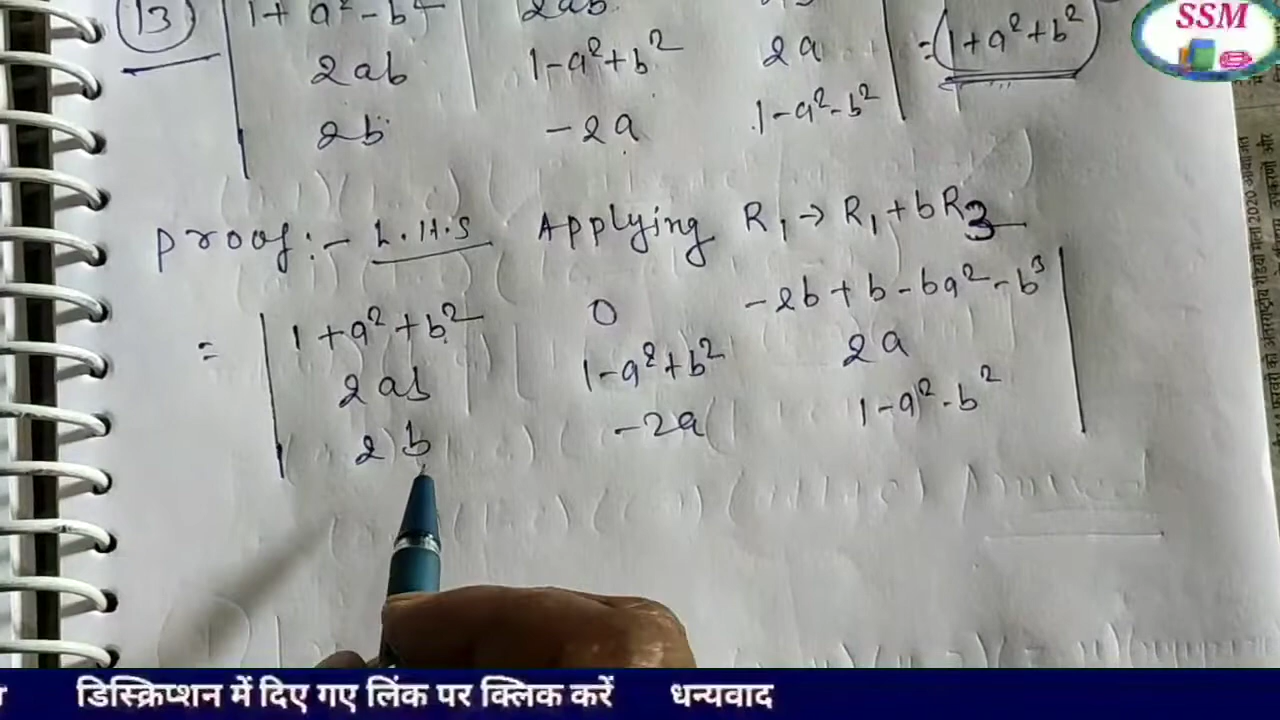 13) 1+a²-b² 2ab
2ab 1-a²+b² 2a =(1+a²+b²)
2b -2a 1-a²-b²
SSM
Proof:- L.H.S Applying R₁→R₁+bR3
= 1+a²+b² 0 -2b+b-ba²-b³
2ab 1-a²+b² 2a
2b -2a 1-a²-b²
डिस्क्रिप्शन में दिए गए लिंक पर क्लिक करें धन्यवाद